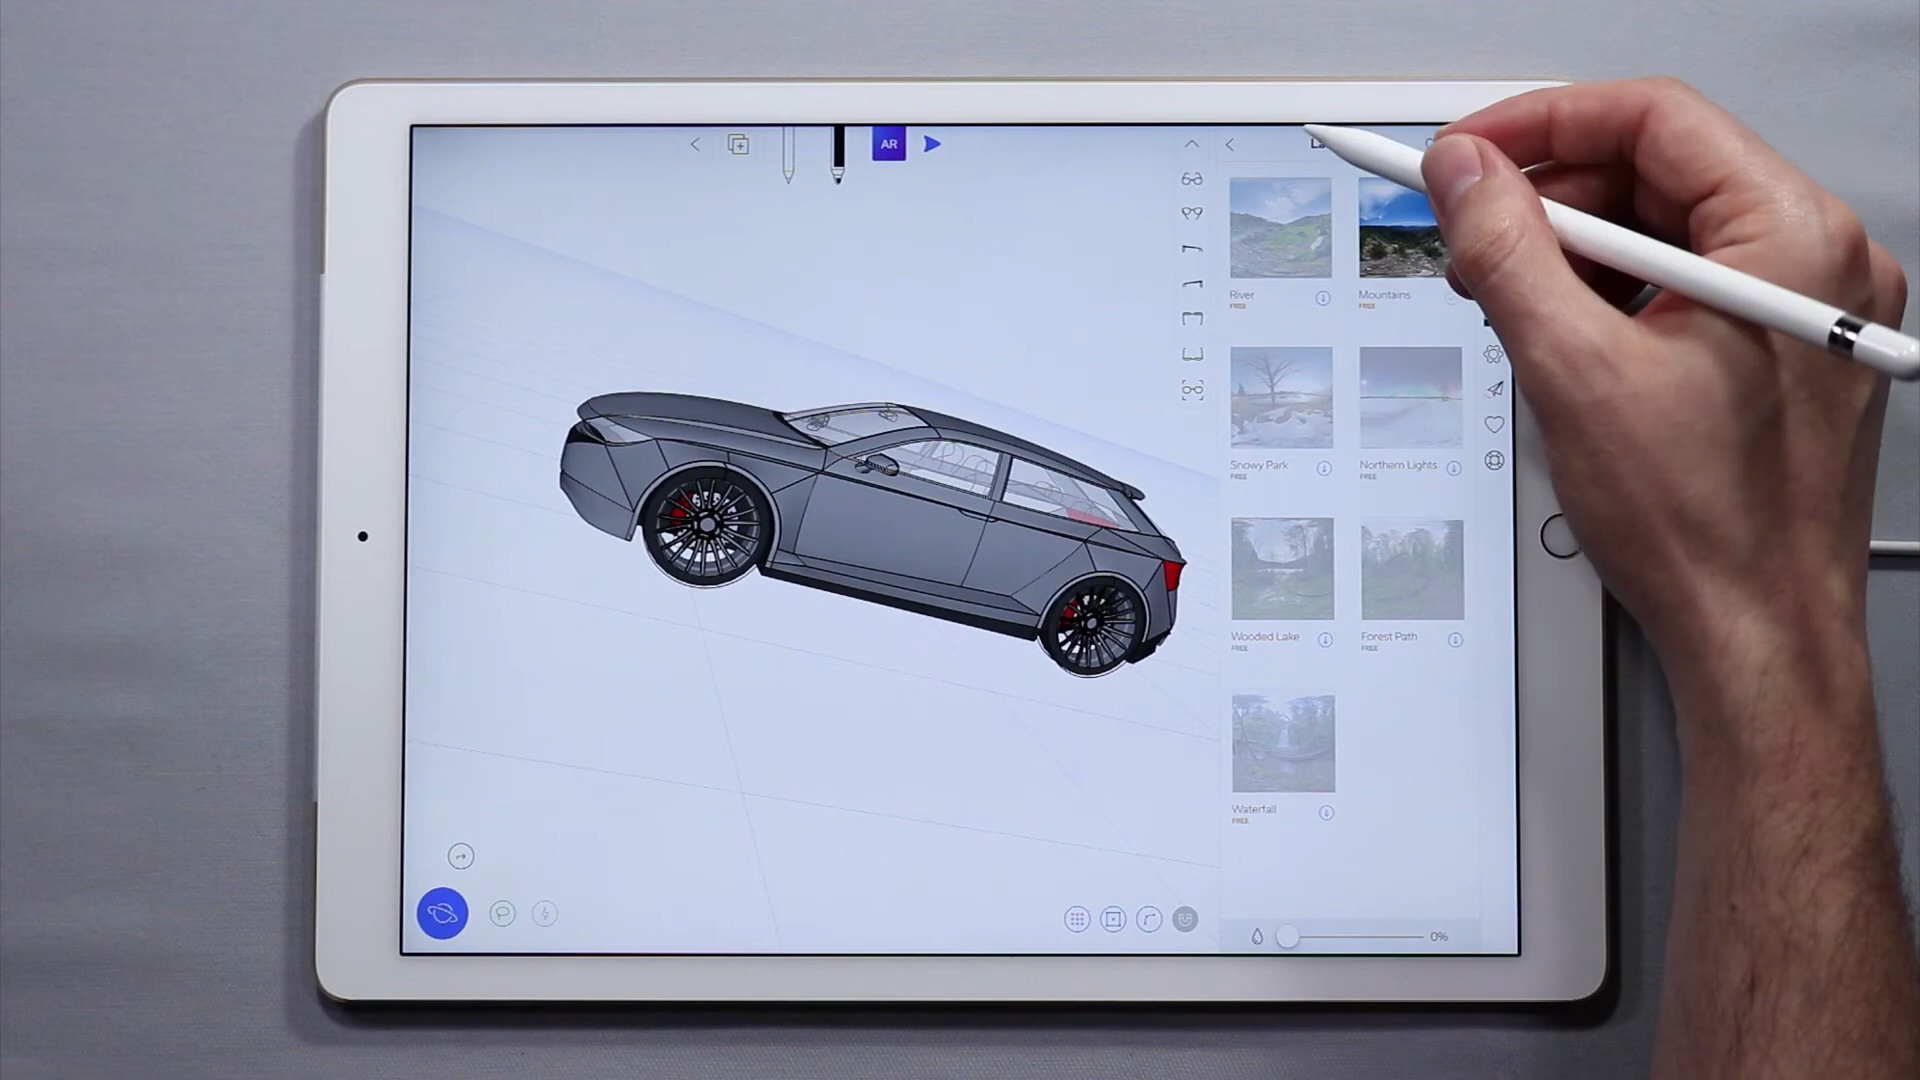 AR
River
FREE
Mountains
FREE
Snowy Park
FREE
Northern Lights
FREE
Wooded Lake
FREE
Forest Path
FREE
Waterfall
FREE
0%